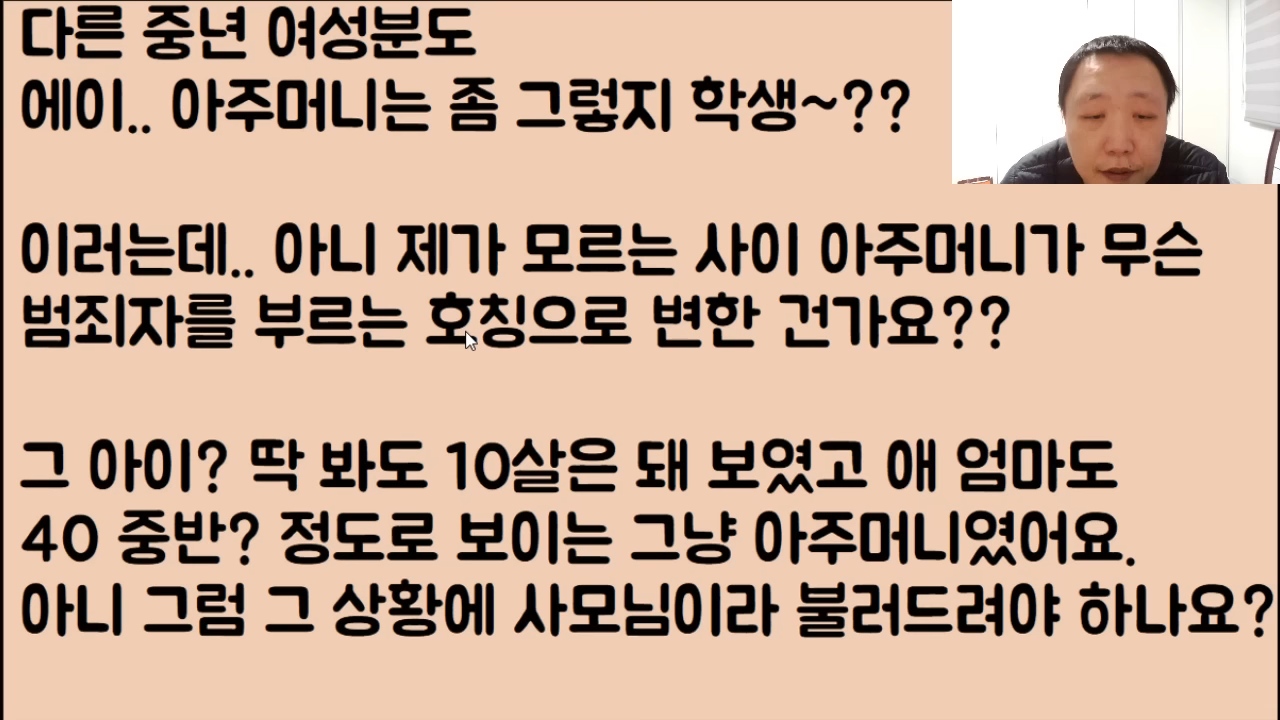 다른 중년 여성분도
에이.. 아주머니는 좀 그렇지 학생~??
이러는데.. 아니 제가 모르는 사이 아주머니가 무슨
범죄자를 부르는 호칭으로 변한 건가요??
그 아이? 딱 봐도 10살은 돼 보였고 애 엄마도
40 중반? 정도로 보이는 그냥 아주머니였어요.
아니 그럼 그 상황에 사모님이라 불러드려야 하나요?